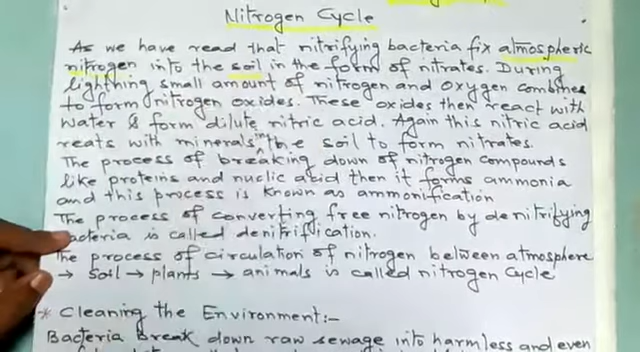 Nitrogen Cycle
As we have read that nitrifying bacteria fix atmospheric
nitrogen into the soil in the form of nitrates. During
lightning small amount of nitrogen and oxygen combines
to form nitrogen oxides. These oxides then react with
water & form dilute nitric acid. Again this nitric acid
reats with minerals in the soil to form nitrates.
The process of breaking down of nitrogen compounds
like proteins and nuclic acid then it forms ammonia
and this process is known as ammonification
The process of converting free nitrogen by denitrifying
bacteria is called denitrification.
The process of circulation of nitrogen between atmosphere
→ soil → plants → animals is called nitrogen cycle
* Cleaning the Environment:-
Bacteria Break down raw sewage into harmless and even